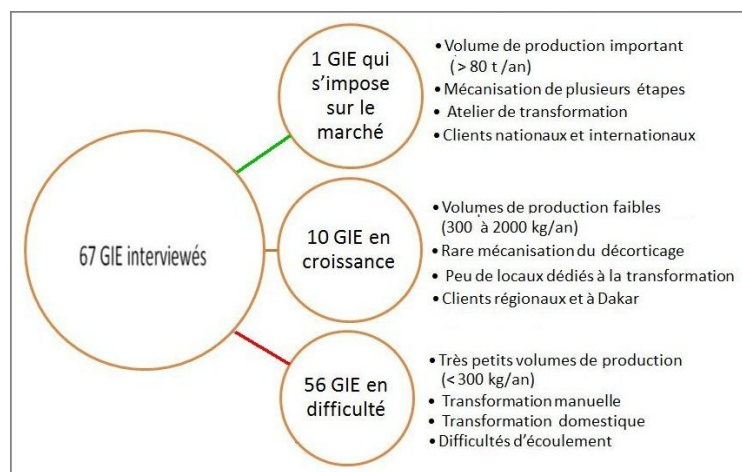 67 GIE interviewés
1 GIE qui
s’impose
sur le
marché
• Volume de production important
( > 80 t /an)
• Mécanisation de plusieurs étapes
• Atelier de transformation
• Clients nationaux et internationaux
10 GIE en
croissance
• Volumes de production faibles
(300 à 2000 kg/an)
• Rare mécanisation du décorticage
• Peu de locaux dédiés à la transformation
• Clients régionaux et à Dakar
56 GIE en
difficulté
• Très petits volumes de production
(< 300 kg/an)
• Transformation manuelle
• Transformation domestique
• Difficultés d’écoulement